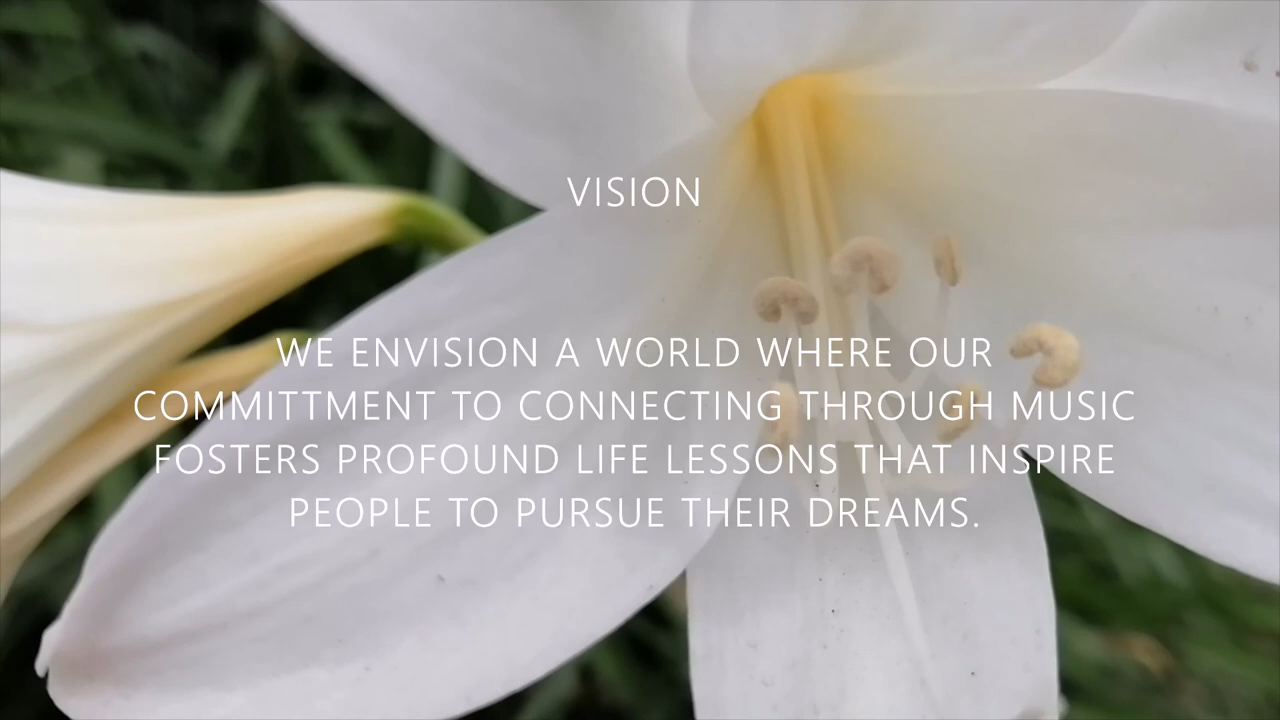 VISION
WE ENVISION A WORLD WHERE OUR
COMMITTMENT TO CONNECTING THROUGH MUSIC
FOSTERS PROFOUND LIFE LESSONS THAT INSPIRE
PEOPLE TO PURSUE THEIR DREAMS.